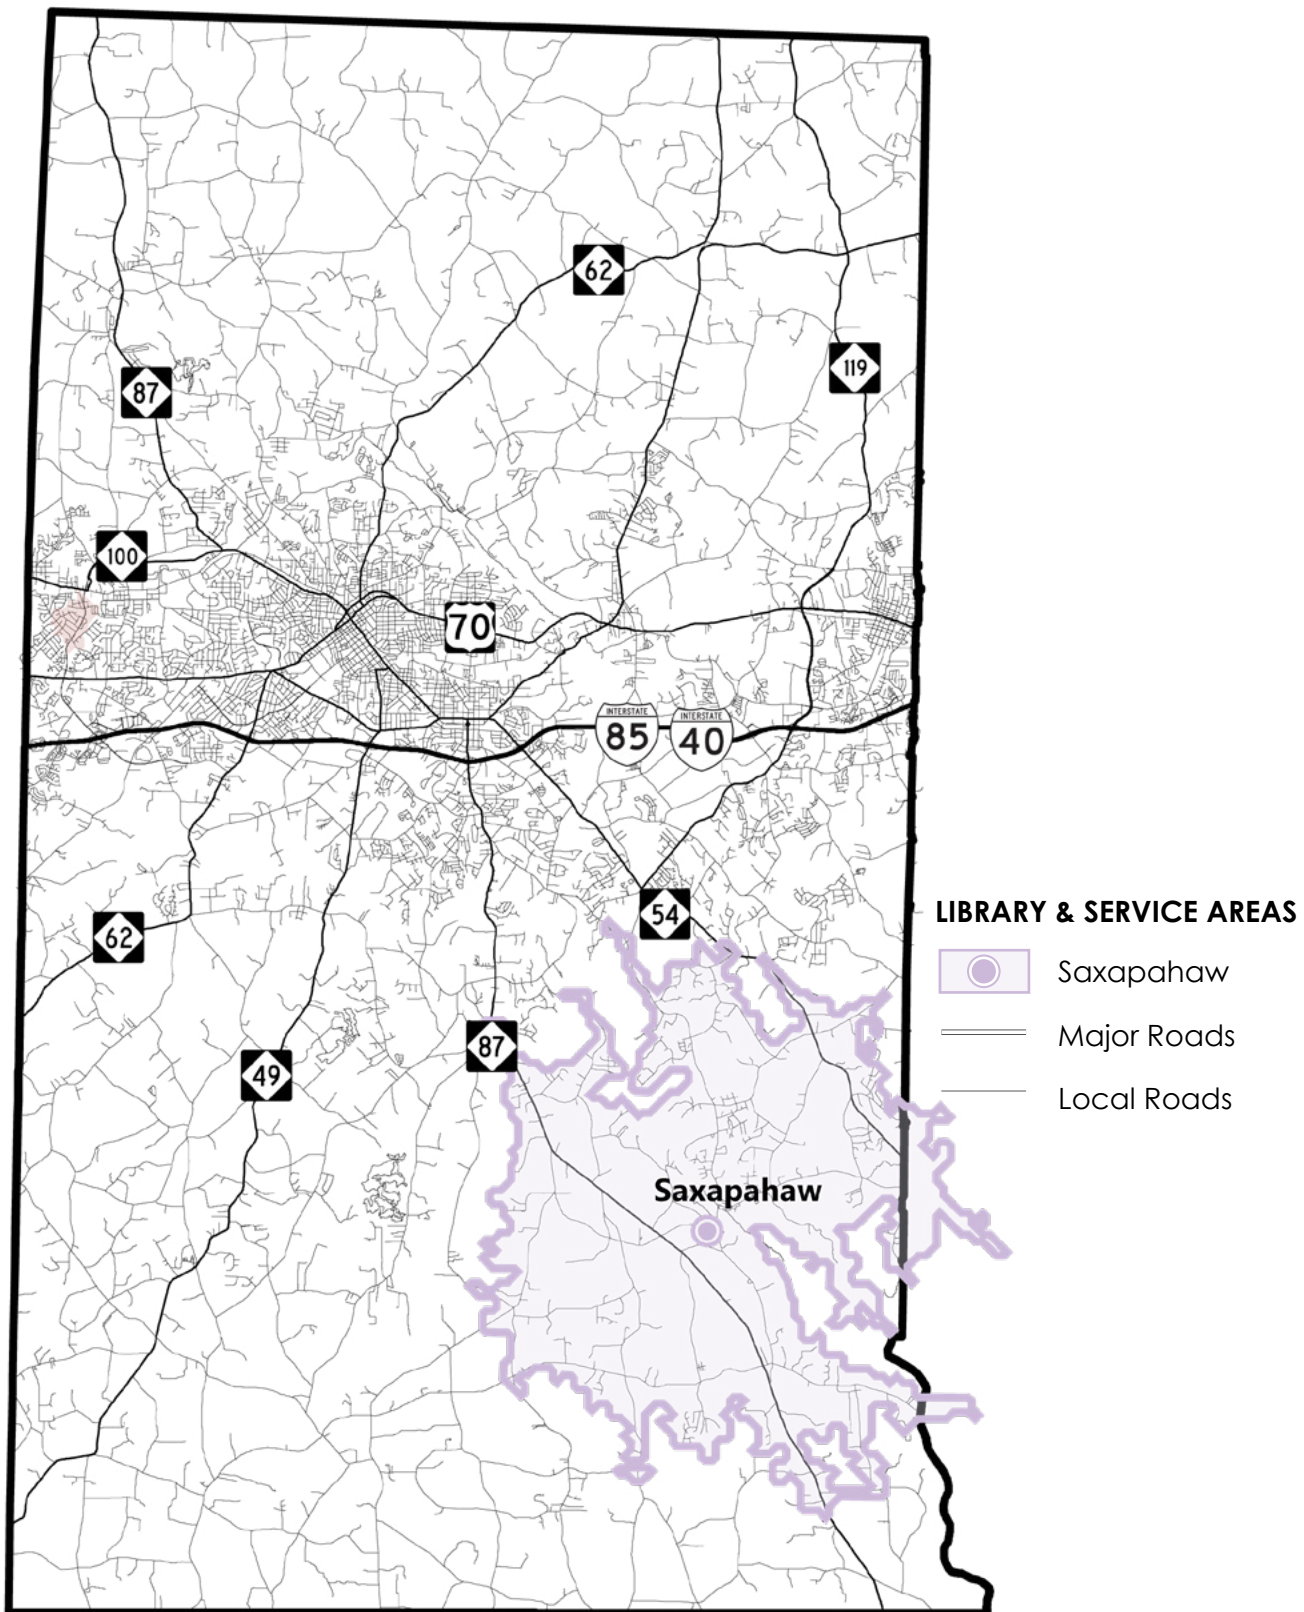 62
119
87
100
70
INTERSTATE
85
INTERSTATE
40
54
62
87
49
Saxapahaw
LIBRARY & SERVICE AREAS
Saxapahaw
Major Roads
Local Roads